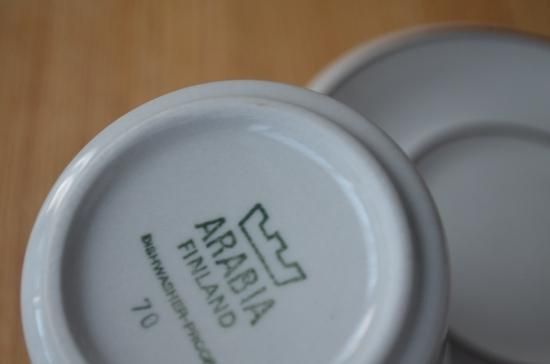 ARABIA
FINLAND
DISHWASHER-PROOF
70